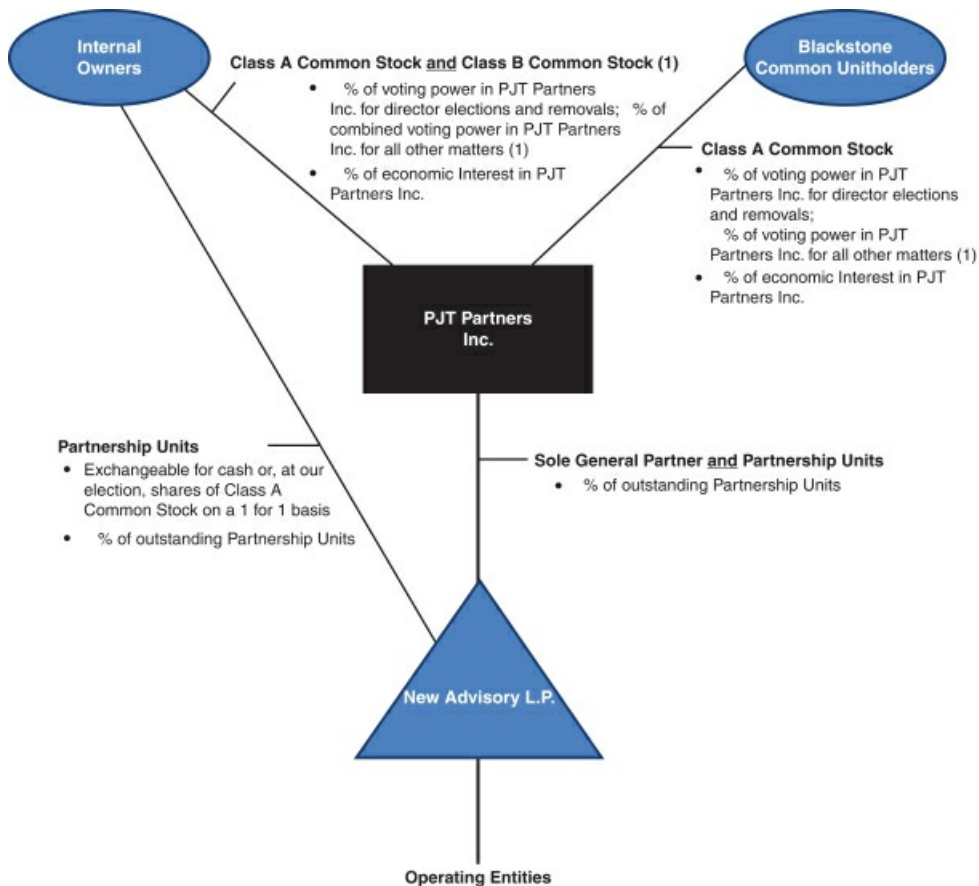 Internal
Owners
Blackstone
Common Unitholders
Class A Common Stock and Class B Common Stock (1)
• % of voting power in PJT Partners
Inc. for director elections and removals; % of
combined voting power in PJT Partners
Inc. for all other matters (1)
• % of economic Interest in PJT
Partners Inc.
Class A Common Stock
• % of voting power in PJT
Partners Inc. for director elections
and removals;
% of voting power in PJT
Partners Inc. for all other matters (1)
• % of economic Interest in PJT
Partners Inc.
PJT Partners
Inc.
Partnership Units
• Exchangeable for cash or, at our
election, shares of Class A
Common Stock on a 1 for 1 basis
• % of outstanding Partnership Units
Sole General Partner and Partnership Units
• % of outstanding Partnership Units
New Advisory L.P.
Operating Entities